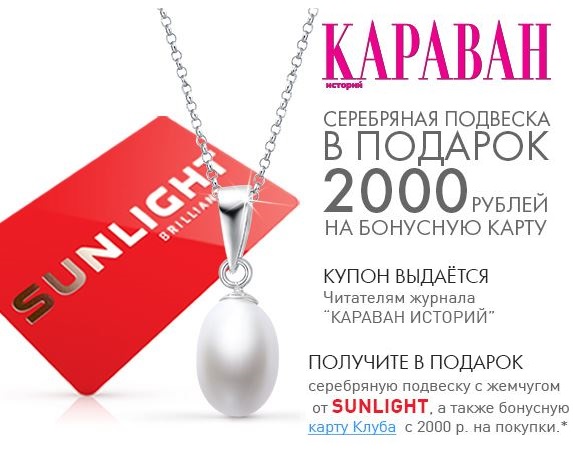 КАРАВАН
историй
СЕРЕБРЯНАЯ ПОДВЕСКА
В ПОДАРОК
2000 РУБЛЕЙ
НА БОНУСНУЮ КАРТУ
SUNLIGHT
BRILLIANT
КУПОН ВЫДАЁТСЯ
Читателям журнала
“КАРАВАН ИСТОРИЙ”
ПОЛУЧИТЕ В ПОДАРОК
серебряную подвеску с жемчугом
от SUNLIGHT, а также бонусную
карту Клуба с 2000 р. на покупки.*